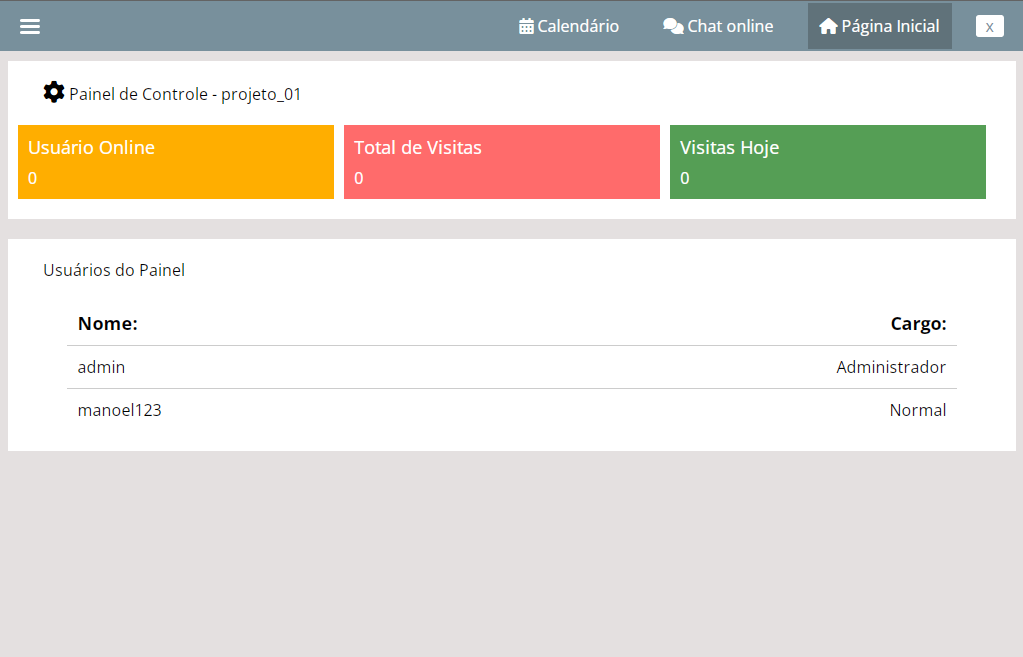 Calendário Chat online Página Inicial x
Painel de Controle - projeto_01
Usuário Online Total de Visitas Visitas Hoje
0 0 0
Usuários do Painel
Nome: Cargo:
admin Administrador
manoel123 Normal